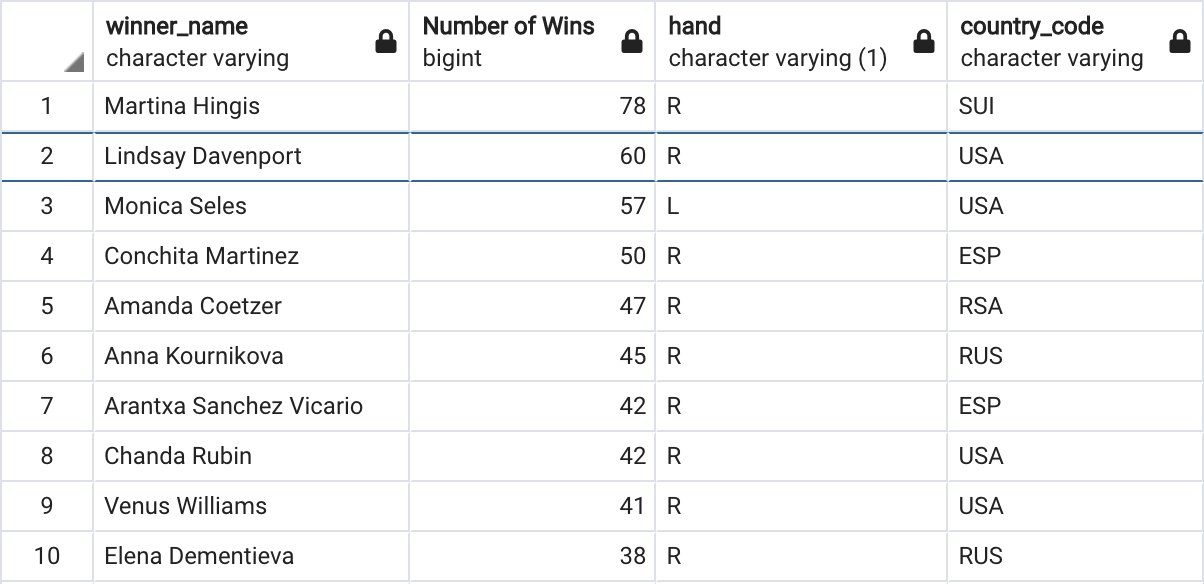 winner_name Number of Wins hand country_code
character varying bigint character varying (1) character varying
1 Martina Hingis 78 R SUI
2 Lindsay Davenport 60 R USA
3 Monica Seles 57 L USA
4 Conchita Martinez 50 R ESP
5 Amanda Coetzer 47 R RSA
6 Anna Kournikova 45 R RUS
7 Arantxa Sanchez Vicario 42 R ESP
8 Chanda Rubin 42 R USA
9 Venus Williams 41 R USA
10 Elena Dementieva 38 R RUS